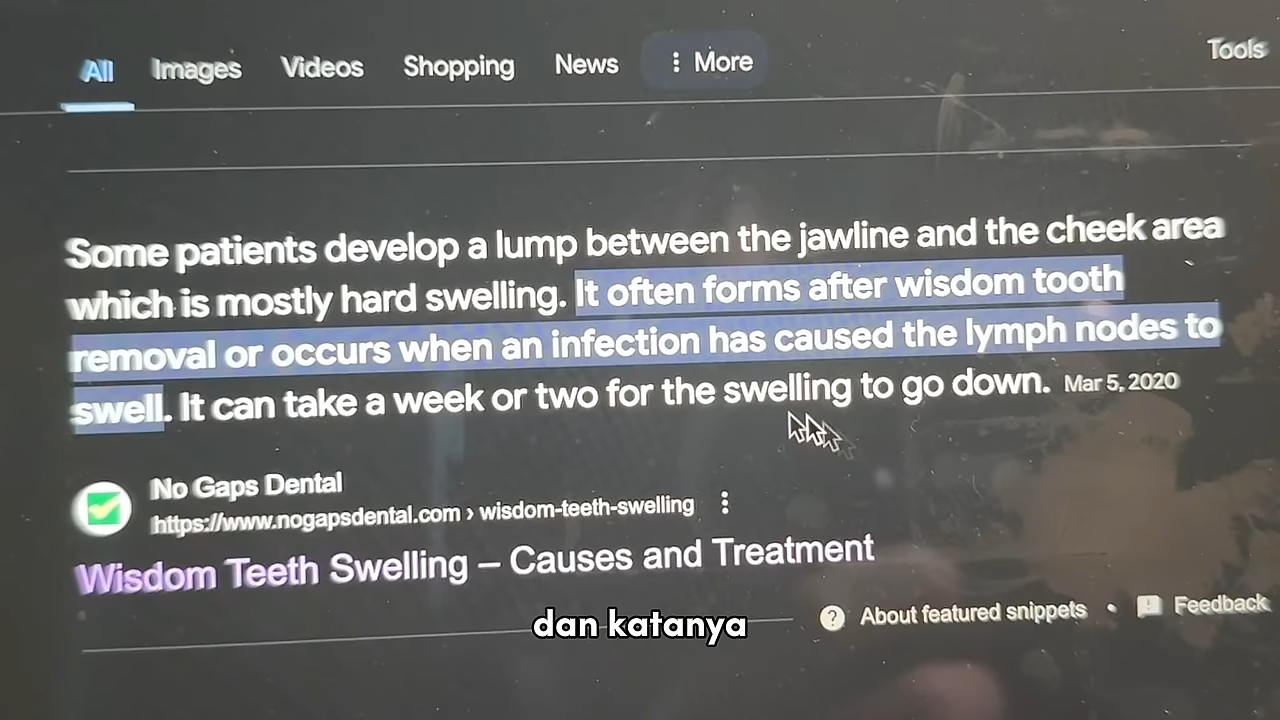 All Images Videos Shopping News More Tools
Some patients develop a lump between the jawline and the cheek area
which is mostly hard swelling. It often forms after wisdom tooth
removal or occurs when an infection has caused the lymph nodes to
swell. It can take a week or two for the swelling to go down. Mar 5, 2020
No Gaps Dental
https://www.nogapsdental.com › wisdom-teeth-swelling
Wisdom Teeth Swelling – Causes and Treatment
About featured snippets • Feedback
dan katanya